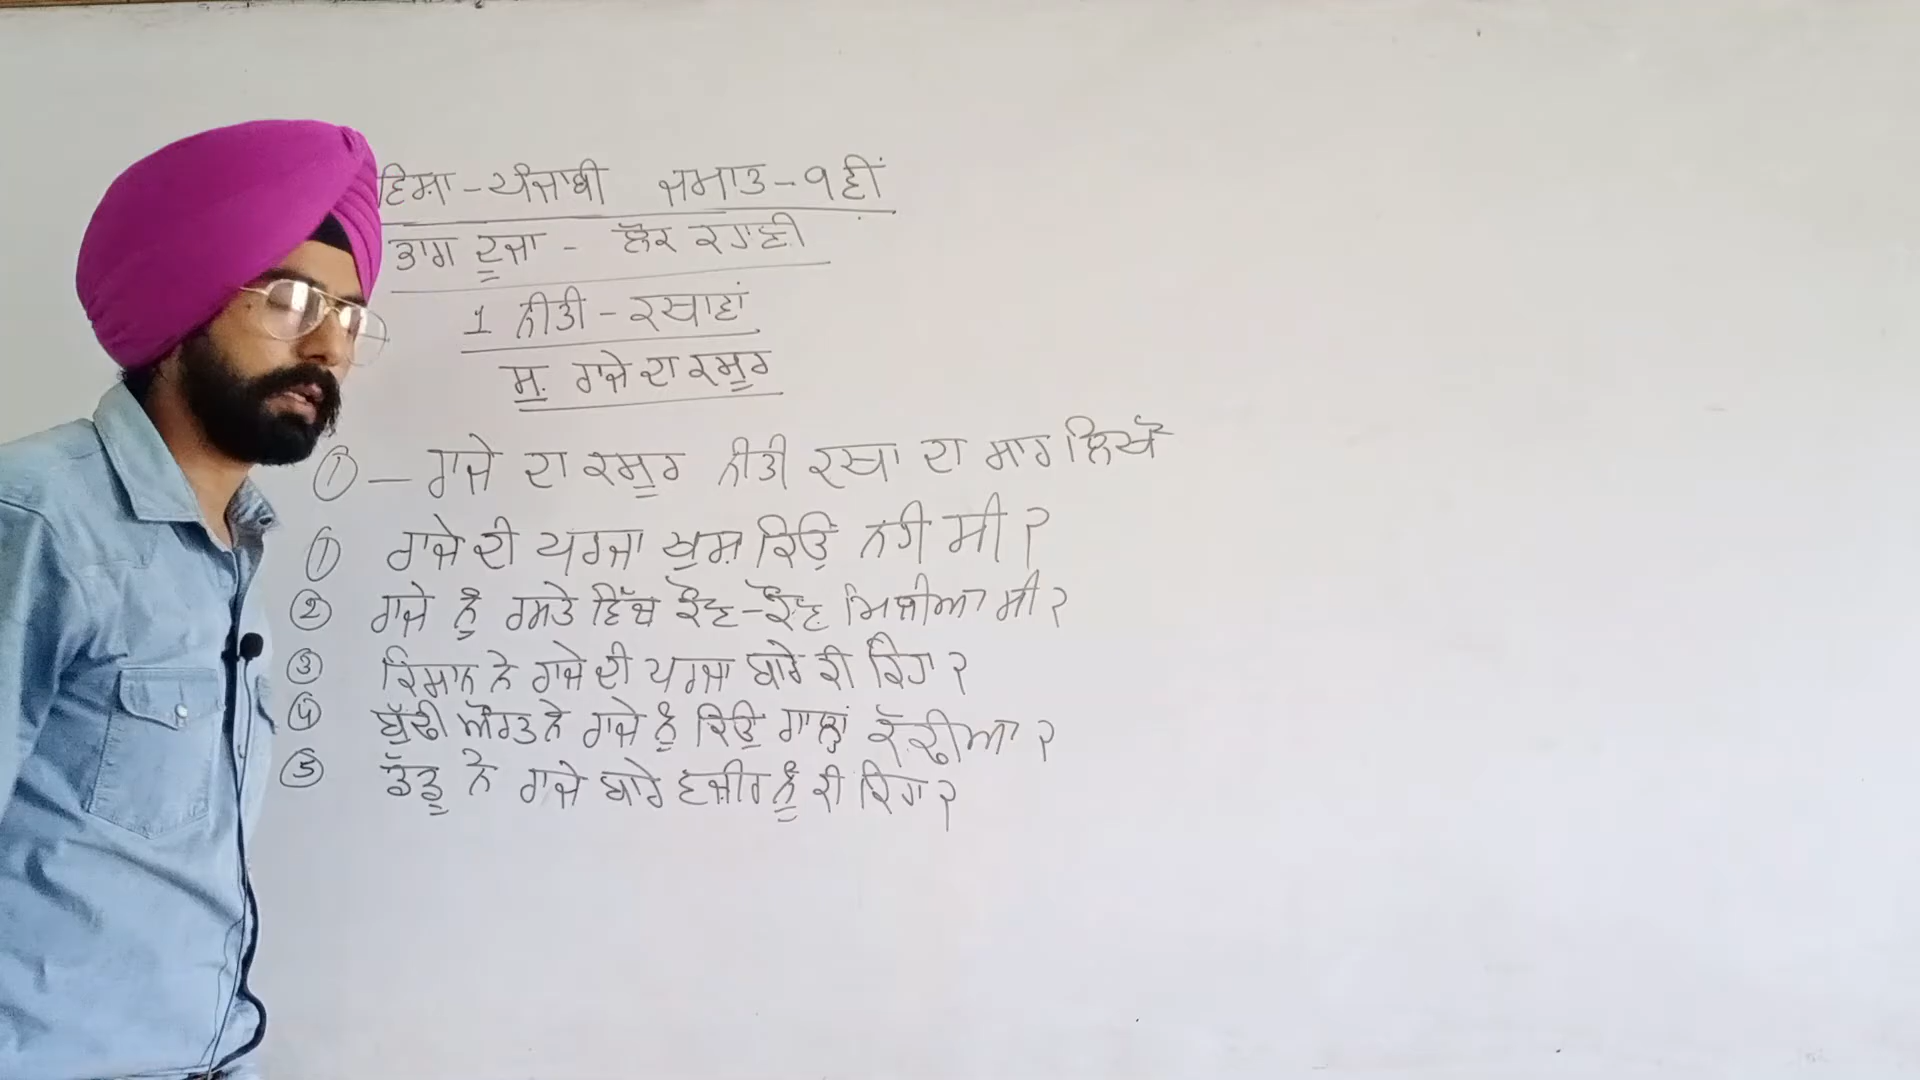 ਵਿਸ਼ਾ - ਪੰਜਾਬੀ ਜਮਾਤ - 9ਵੀਂ
ਭਾਗ ਦੂਜਾ - ਲੋਕ ਕਹਾਣੀ
1 ਨੀਤੀ - ਕਥਾਵਾਂ
ਸ. ਰਾਜੇ ਦਾ ਕਸੂਰ
① - ਰਾਜੇ ਦਾ ਕਸੂਰ ਨੀਤੀ ਕਥਾ ਦਾ ਸਾਰ ਲਿਖੋ
① ਰਾਜੇ ਦੀ ਪਰਜਾ ਖੁਸ਼ ਕਿਉਂ ਨਹੀ ਸੀ ?
② ਰਾਜੇ ਨੂੰ ਰਸਤੇ ਵਿੱਚ ਕੌਣ-ਕੌਣ ਮਿਲੀਆ ਸੀ ?
③ ਕਿਸਾਨ ਨੇ ਰਾਜੇ ਦੀ ਪਰਜਾ ਬਾਰੇ ਕੀ ਕਿਹਾ ?
④ ਬੁੱਢੀ ਔਰਤ ਨੇ ਰਾਜੇ ਨੂੰ ਕਿਉਂ ਗਾਲ੍ਹਾਂ ਕੱਢੀਆ ?
⑤ ਡੱਡੂ ਨੇ ਰਾਜੇ ਬਾਰੇ ਵਜ਼ੀਰ ਨੂੰ ਕੀ ਕਿਹਾ ?